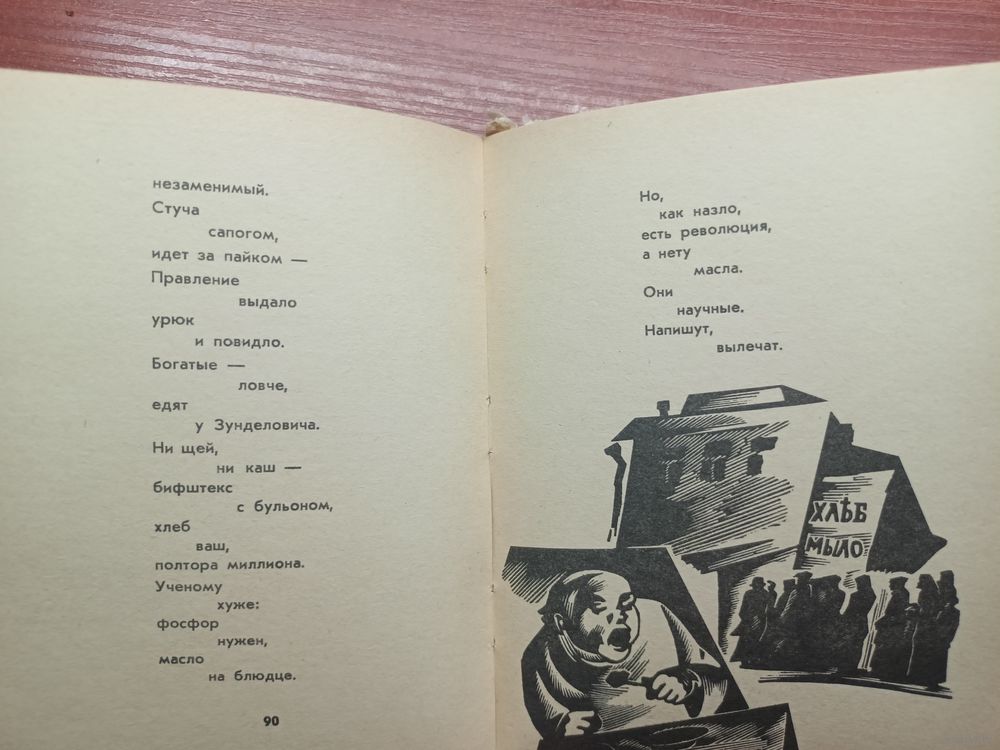 незаменимый.
Стуча
сапогом,
идет за пайком —
Правление
выдало
урюк
и повидло.
Богатые —
ловче,
едят
у Зунделовича.
Ни щей,
ни каш —
бифштекс
с бульоном,
хлеб
ваш,
полтора миллиона.
Ученому
хуже:
фосфор
нужен,
масло
на блюдце.
90
Но,
как назло,
есть революция,
а нету
масла.
Они
научные.
Напишут,
вылечат.
ХЛѢБ
МЫЛО